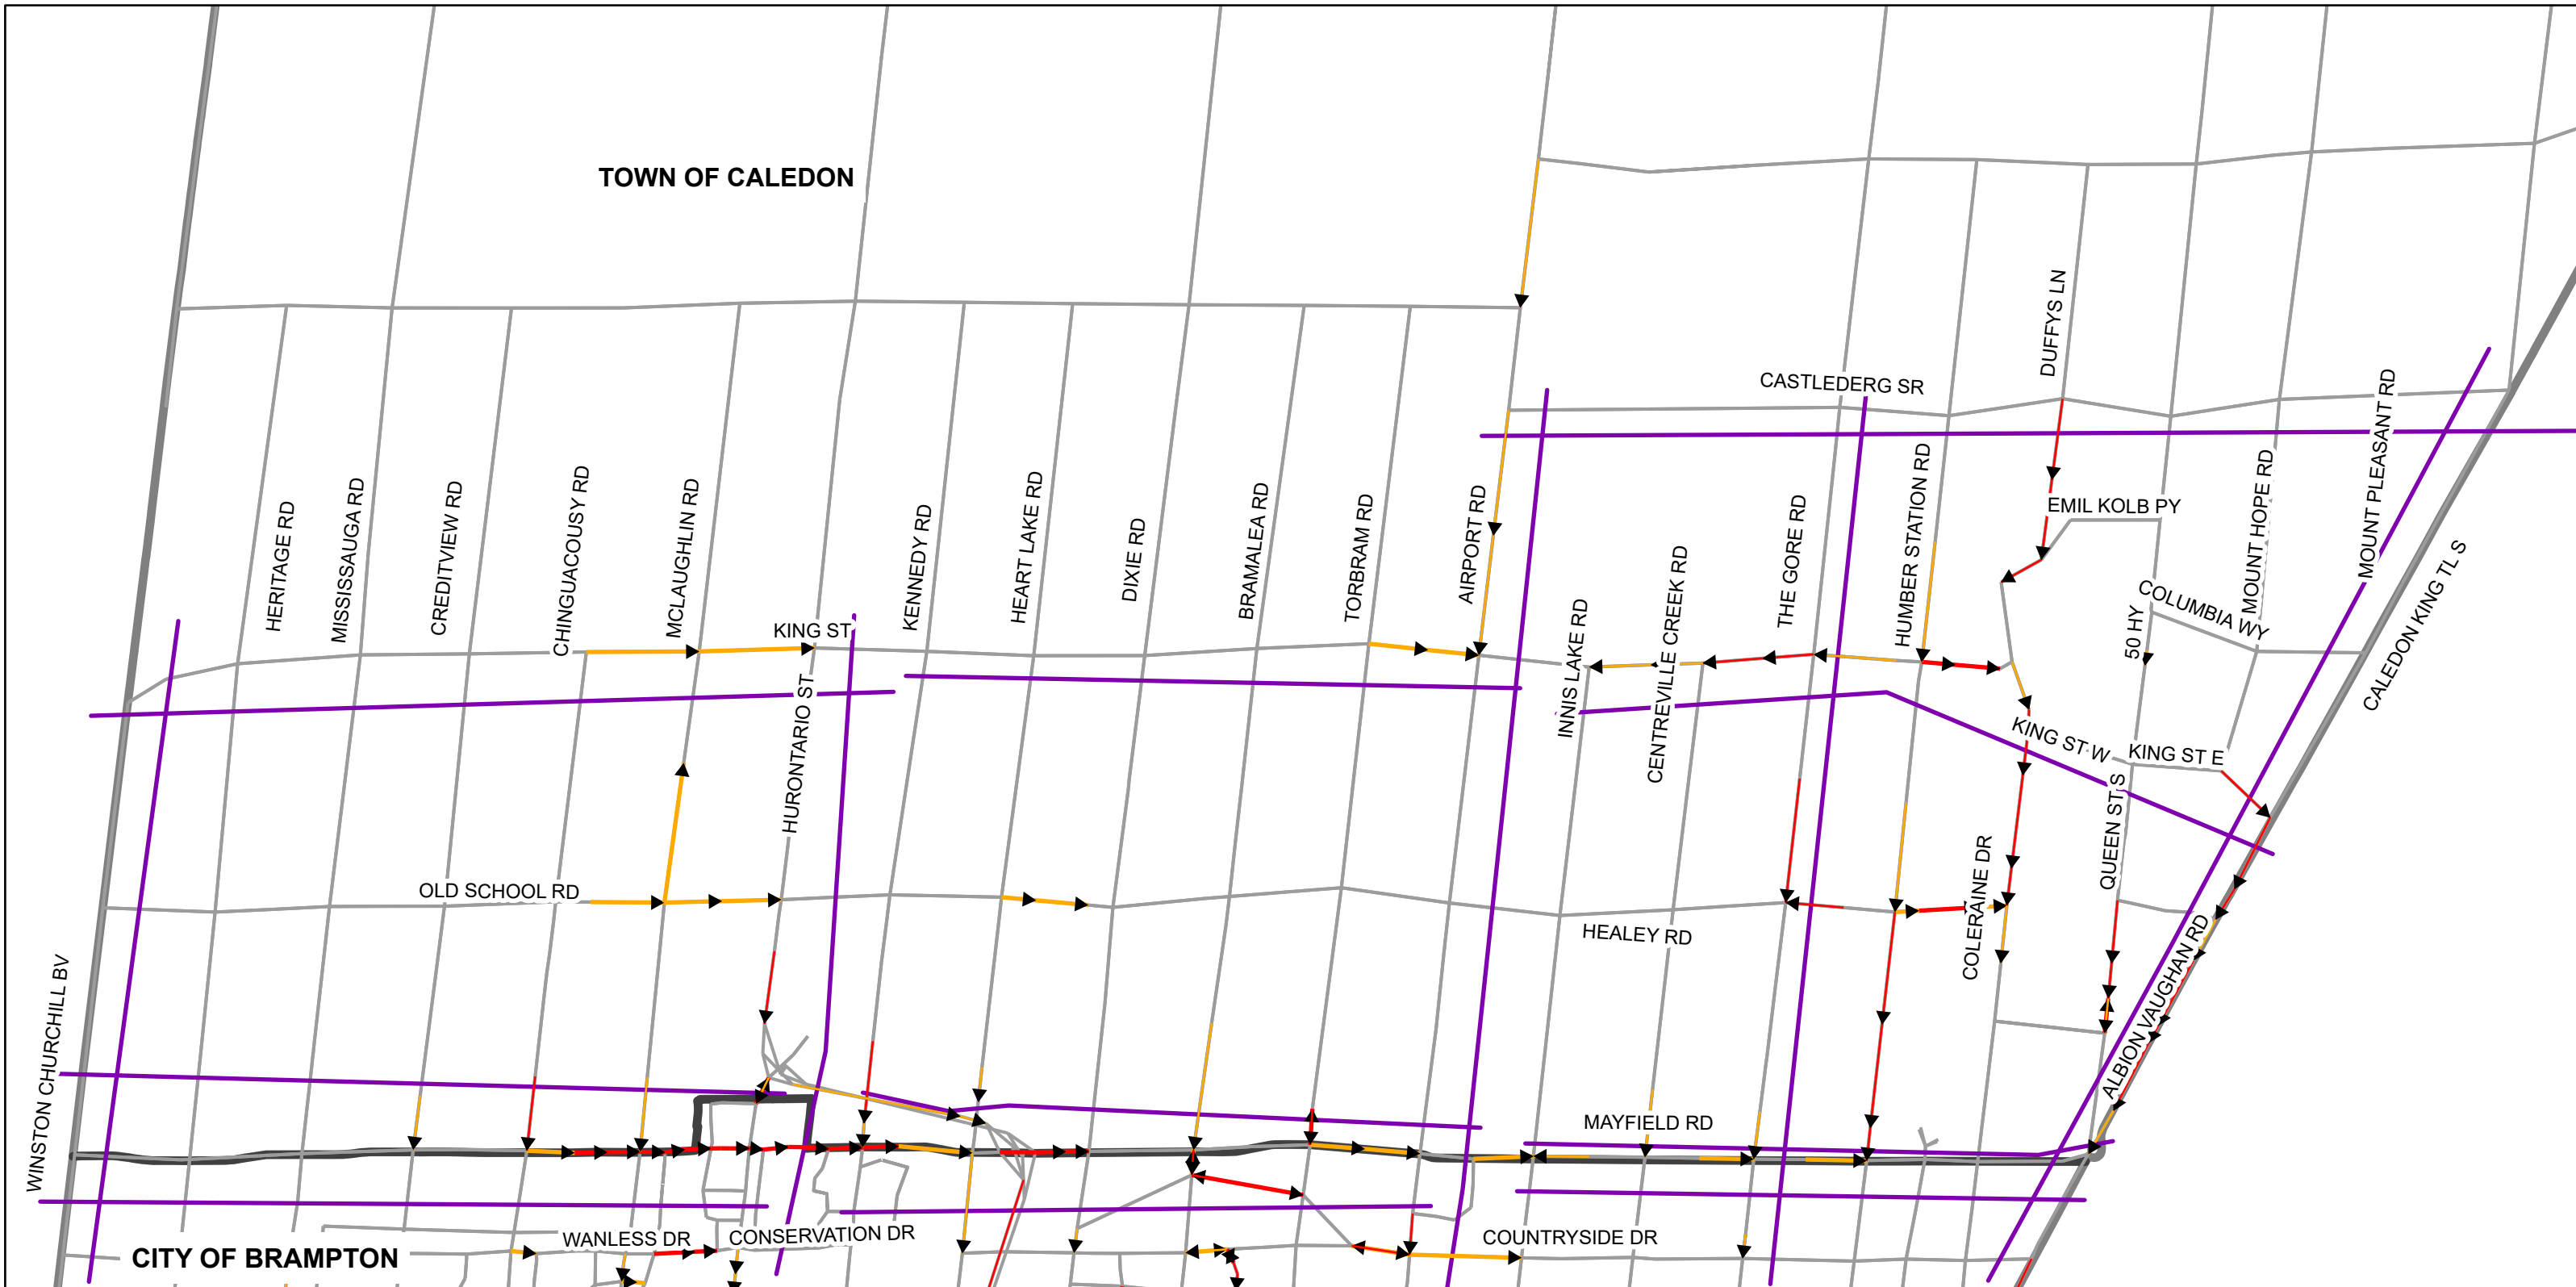 TOWN OF CALEDON
DUFFYS LN
CASTLEDERG SR
HERITAGE RD
MISSISSAUGA RD
CREDITVIEW RD
CHINGUACOUSY RD
MCLAUGHLIN RD
KING ST
KENNEDY RD
HEART LAKE RD
DIXIE RD
BRAMALEA RD
TORBRAM RD
AIRPORT RD
INNIS LAKE RD
CENTREVILLE CREEK RD
THE GORE RD
HUMBER STATION RD
EMIL KOLB PY
COLUMBIA WY
50 HY
MOUNT HOPE RD
MOUNT PLEASANT RD
CALEDON KING TL S
HURONTARIO ST
KING ST W
KING ST E
QUEEN ST S
OLD SCHOOL RD
HEALEY RD
COLERAINE DR
ALBION VAUGHAN RD
WINSTON CHURCHILL BV
MAYFIELD RD
WANLESS DR
CONSERVATION DR
COUNTRYSIDE DR
CITY OF BRAMPTON